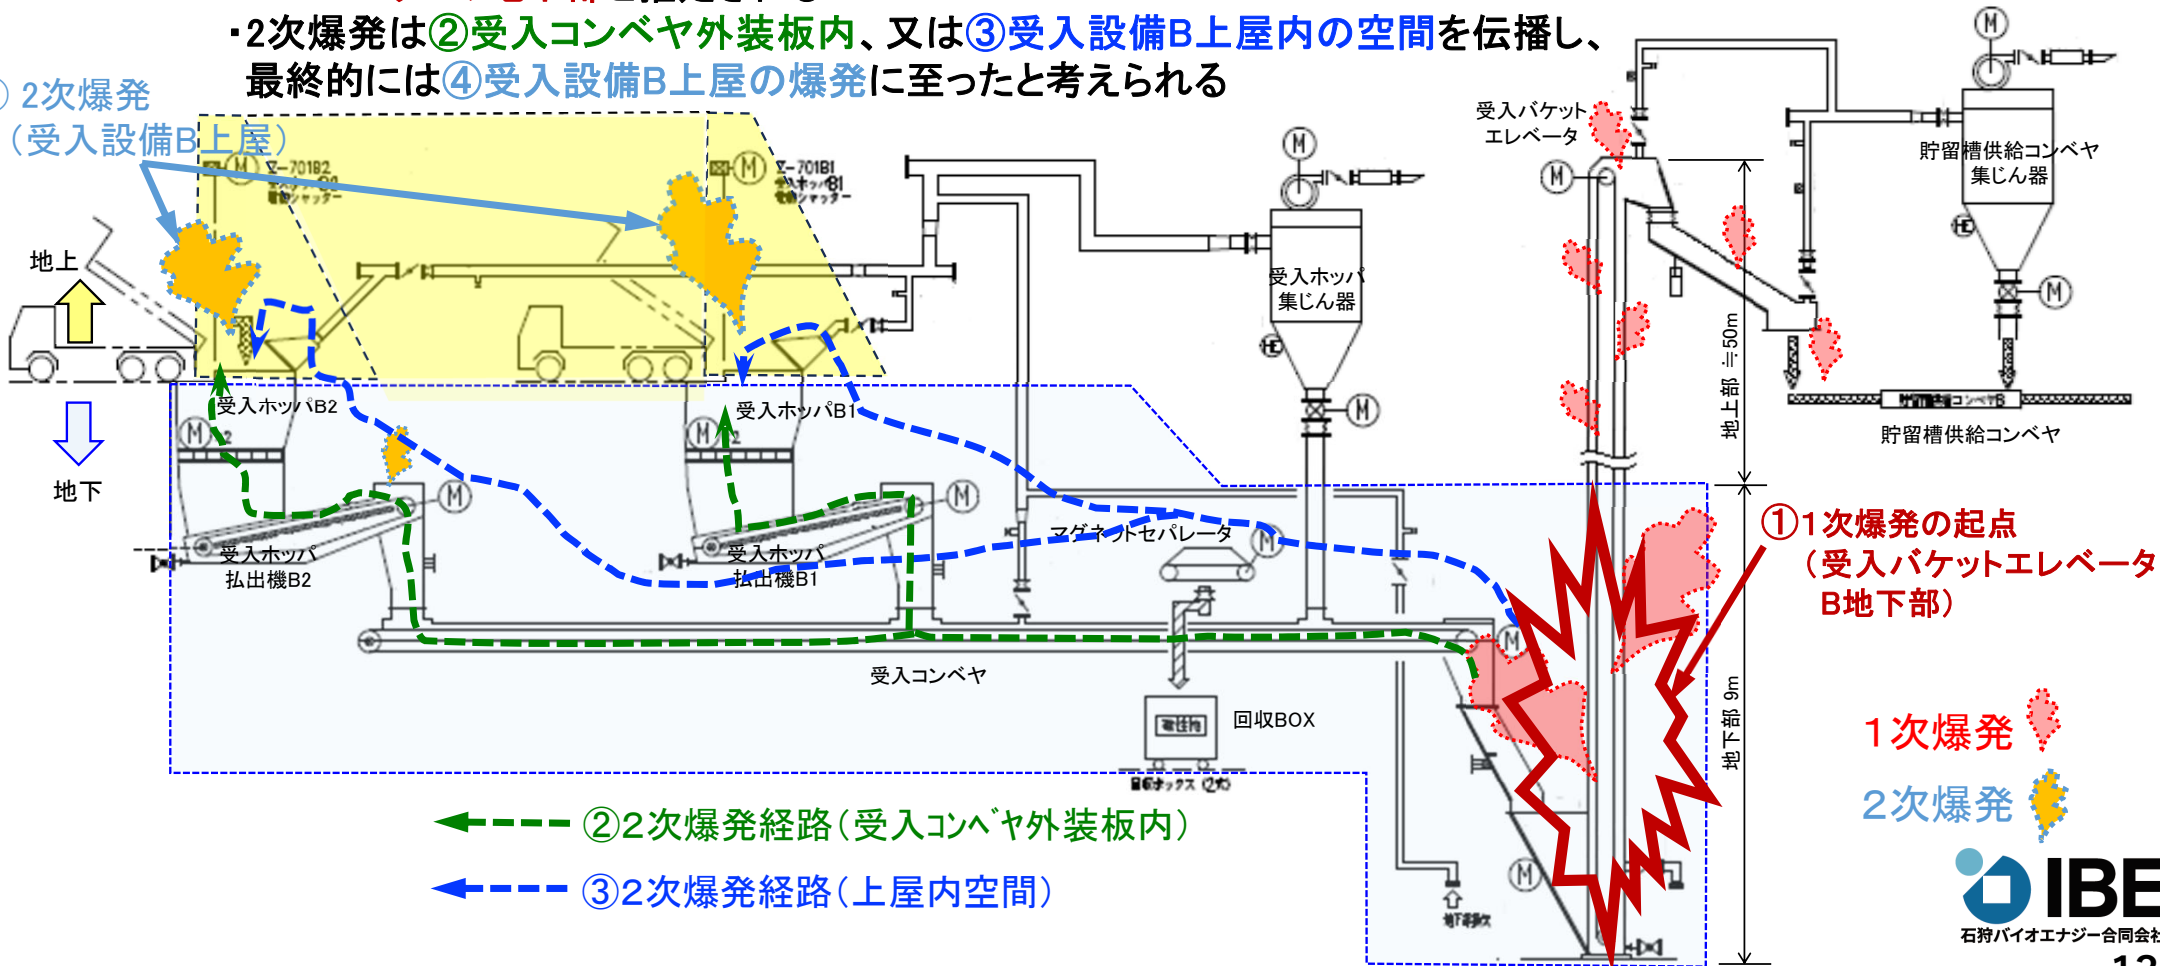 ・2次爆発は②受入コンベヤ外装板内、又は③受入設備B上屋内の空間を伝播し、
最終的には④受入設備B上屋の爆発に至ったと考えられる
2次爆発
（受入設備B上屋）
M
V-701B2
M
V-701B1
地上
地下
受入ホッパB2
受入ホッパB1
M
M
受入ホッパ
払出機B2
M
受入ホッパ
払出機B1
M
M
受入ホッパ
集じん器
M
マグネットセパレータ
M
受入コンベヤ
回収BOX
受入バケット
エレベータ
M
M
貯留槽供給コンベヤ
集じん器
M
貯留槽供給コンベヤ
地上部 ≒50m
地下部 9m
M
M
①1次爆発の起点
（受入バケットエレベータ
B地下部）
1次爆発
2次爆発
②2次爆発経路（受入コンベヤ外装板内）
③2次爆発経路（上屋内空間）
IBE
石狩バイオエナジー合同会社